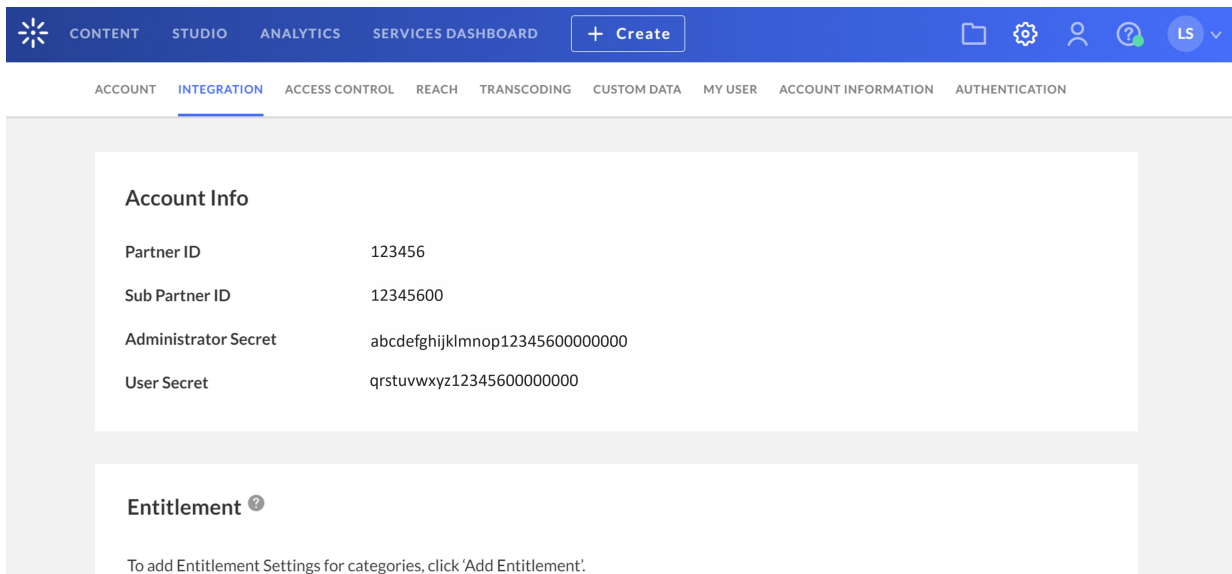 CONTENT STUDIO ANALYTICS SERVICES DASHBOARD + Create ? LS
ACCOUNT INTEGRATION ACCESS CONTROL REACH TRANSCODING CUSTOM DATA MY USER ACCOUNT INFORMATION AUTHENTICATION
Account Info
Partner ID 123456
Sub Partner ID 12345600
Administrator Secret abcdefghijklmnop12345600000000
User Secret qrstuvwxyz12345600000000
Entitlement ?
To add Entitlement Settings for categories, click ‘Add Entitlement’.